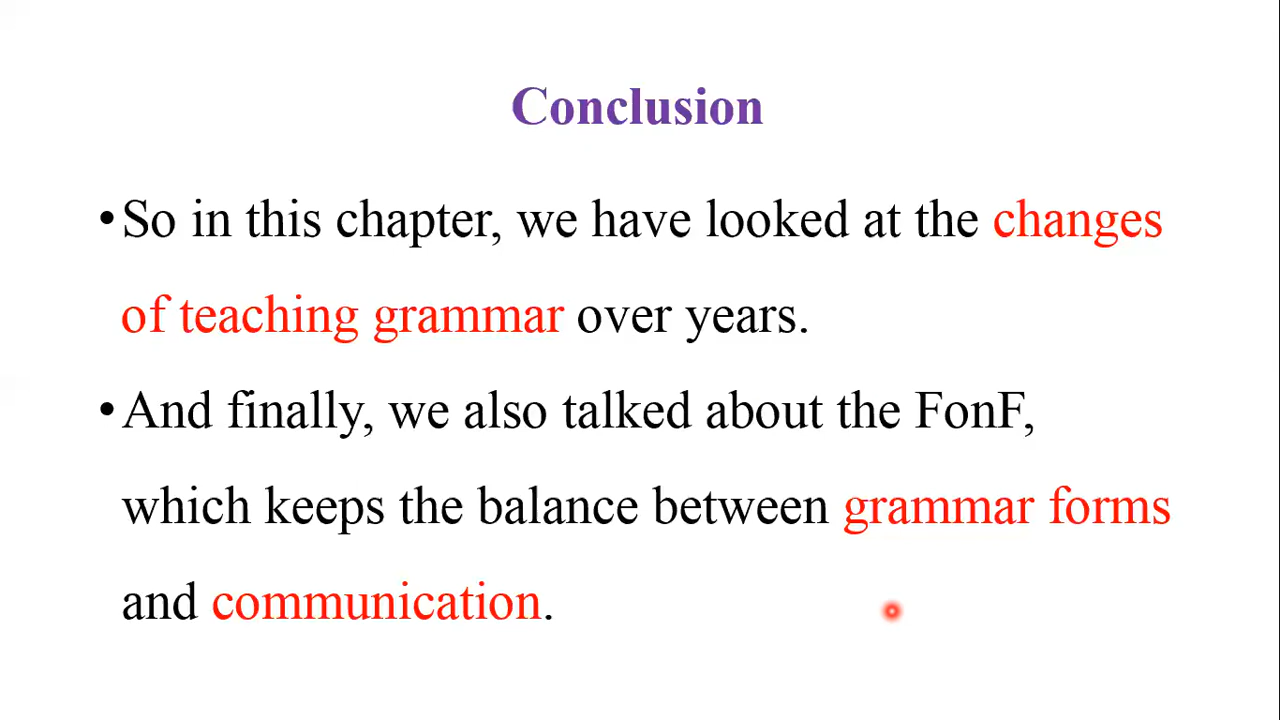 Conclusion
•So in this chapter, we have looked at the changes
of teaching grammar over years.
•And finally, we also talked about the FonF,
which keeps the balance between grammar forms
and communication.